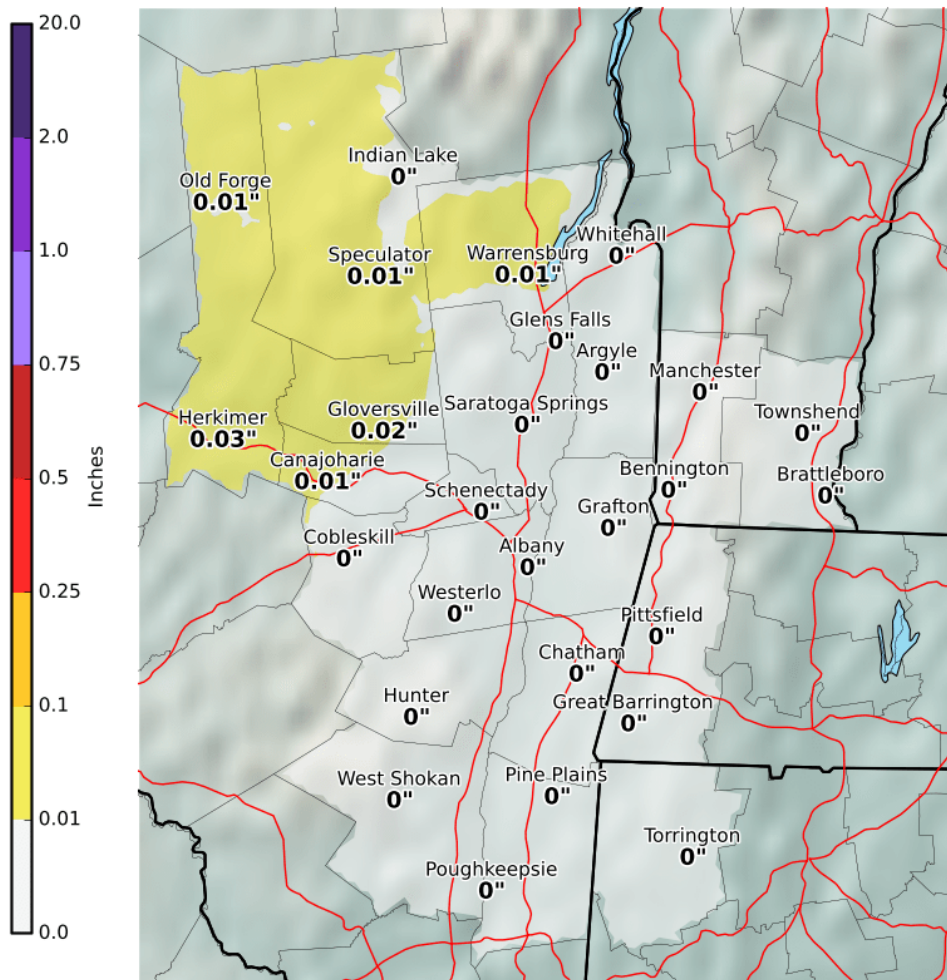 20.0
2.0
1.0
0.75
0.5
0.25
0.1
0.01
0.0
Inches
Indian Lake
0"
Old Forge
0.01"
Whitehall
0"
Speculator
0.01"
Warrensburg
0.01"
Glens Falls
0"
Argyle
0"
Manchester
0"
Saratoga Springs
0"
Gloversville
0.02"
Townshend
0"
Herkimer
0.03"
Canajoharie
0.01"
Bennington
0"
Brattleboro
0"
Schenectady
0"
Grafton
0"
Cobleskill
0"
Albany
0"
Westerlo
0"
Pittsfield
0"
Chatham
0"
Hunter
0"
Great Barrington
0"
West Shokan
0"
Pine Plains
0"
Torrington
0"
Poughkeepsie
0"